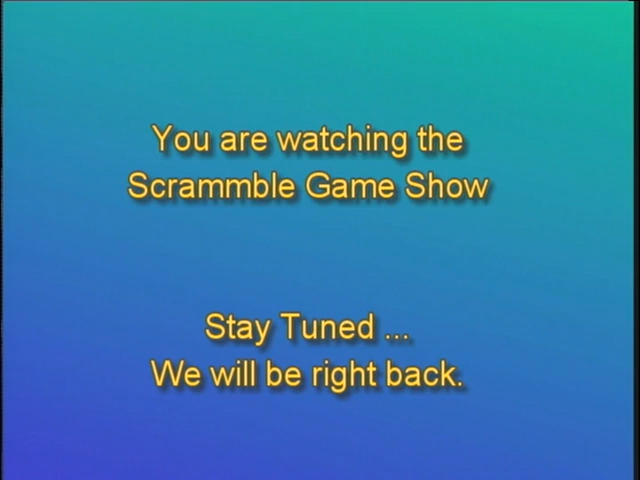 You are watching the
Scrammble Game Show
Stay Tuned ...
We will be right back.